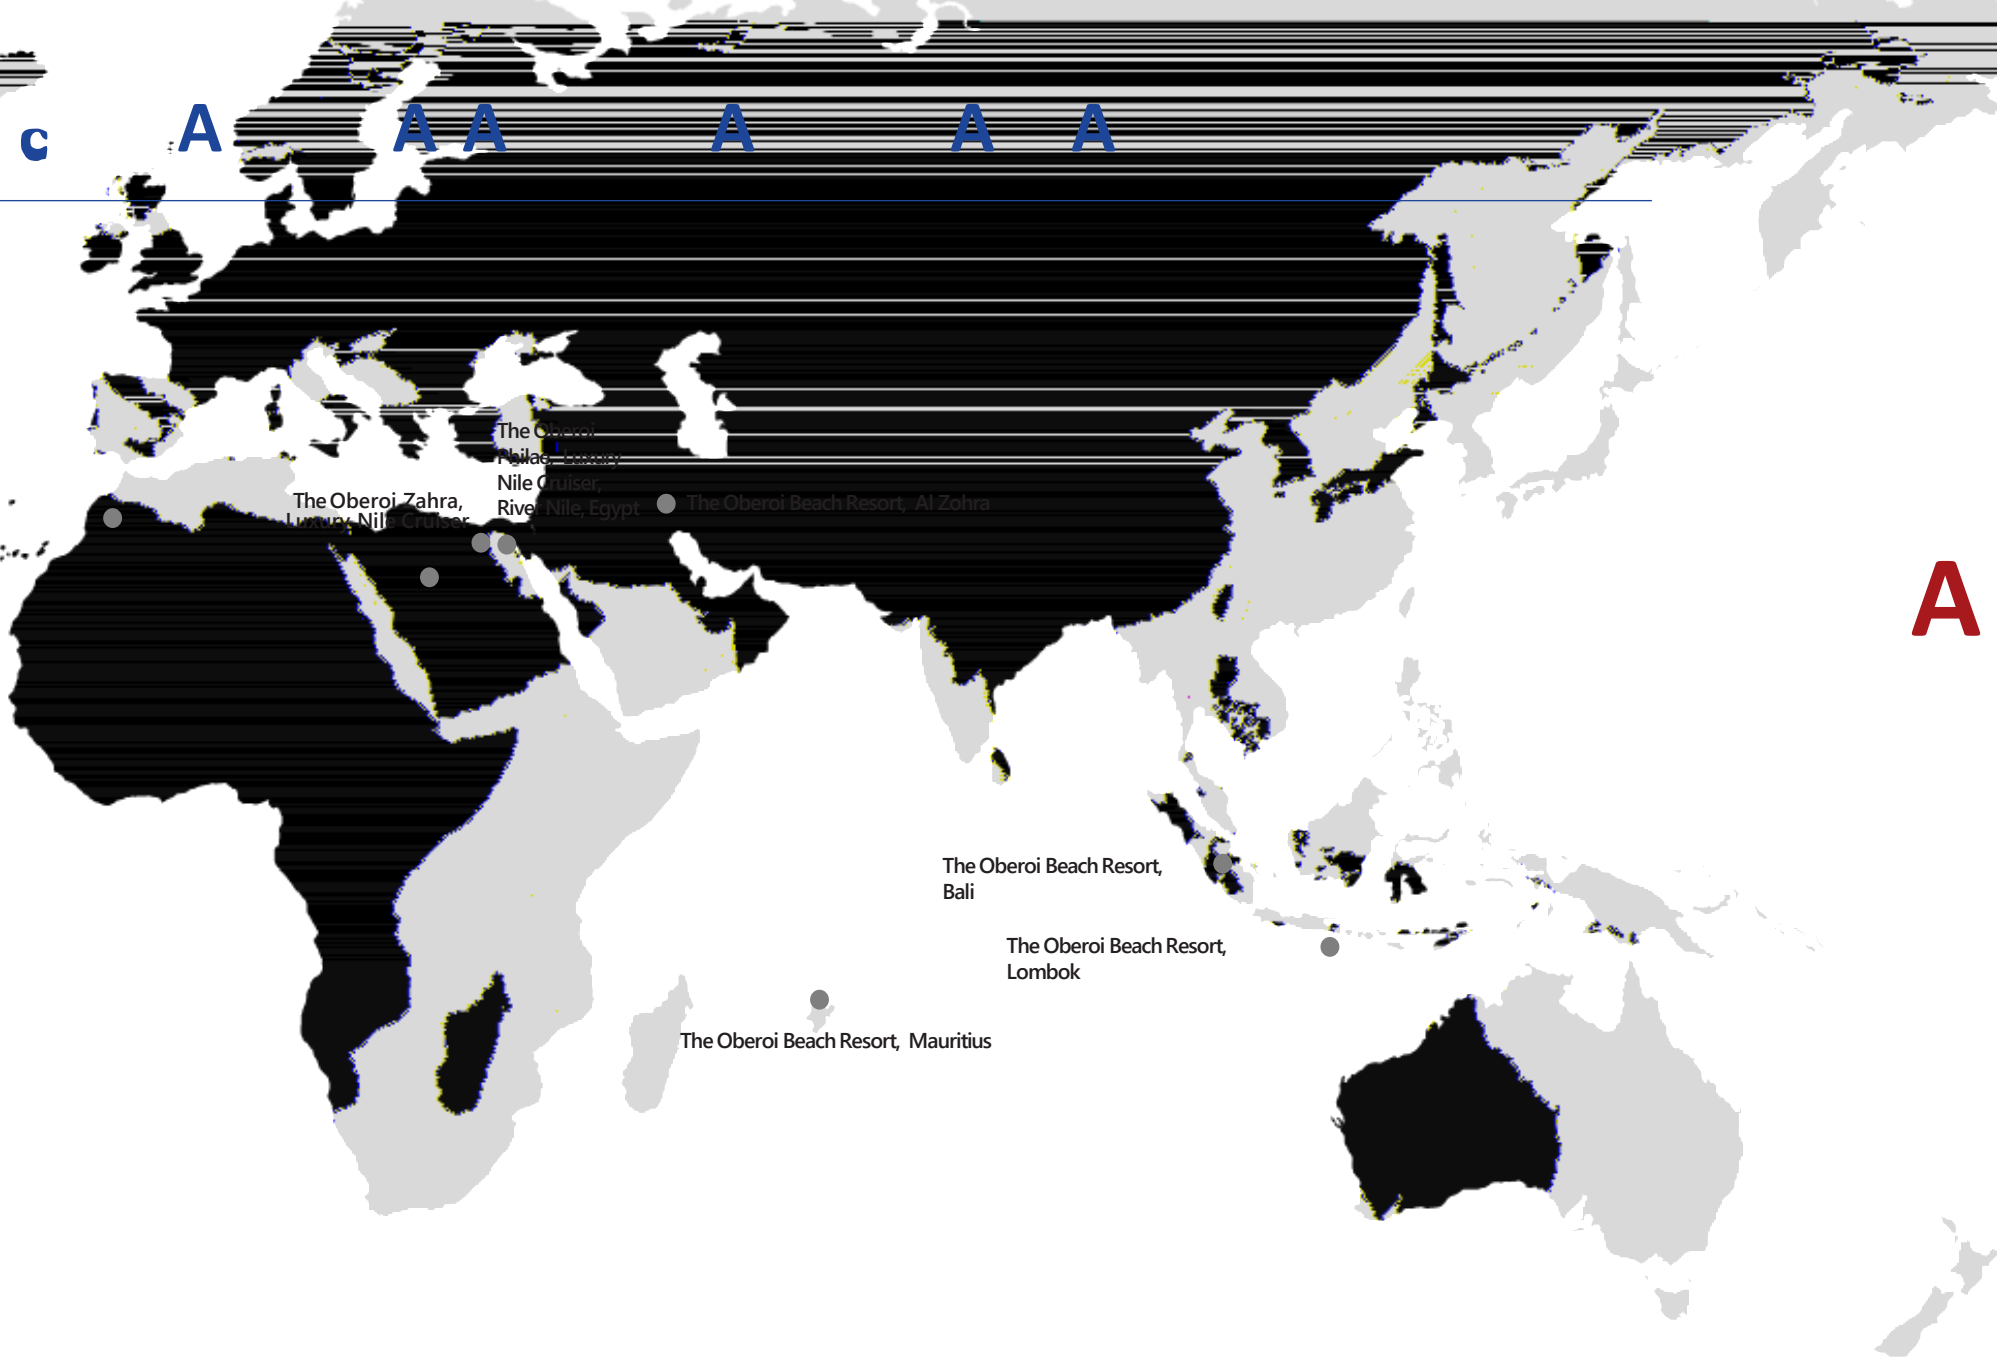 c A A A A A A
The Oberoi
Philae, Luxury
Nile Cruiser,
River Nile, Egypt
The Oberoi Zahra,
Luxury Nile Cruiser
The Oberoi Beach Resort, Al Zohra
A
The Oberoi Beach Resort,
Bali
The Oberoi Beach Resort,
Lombok
The Oberoi Beach Resort, Mauritius